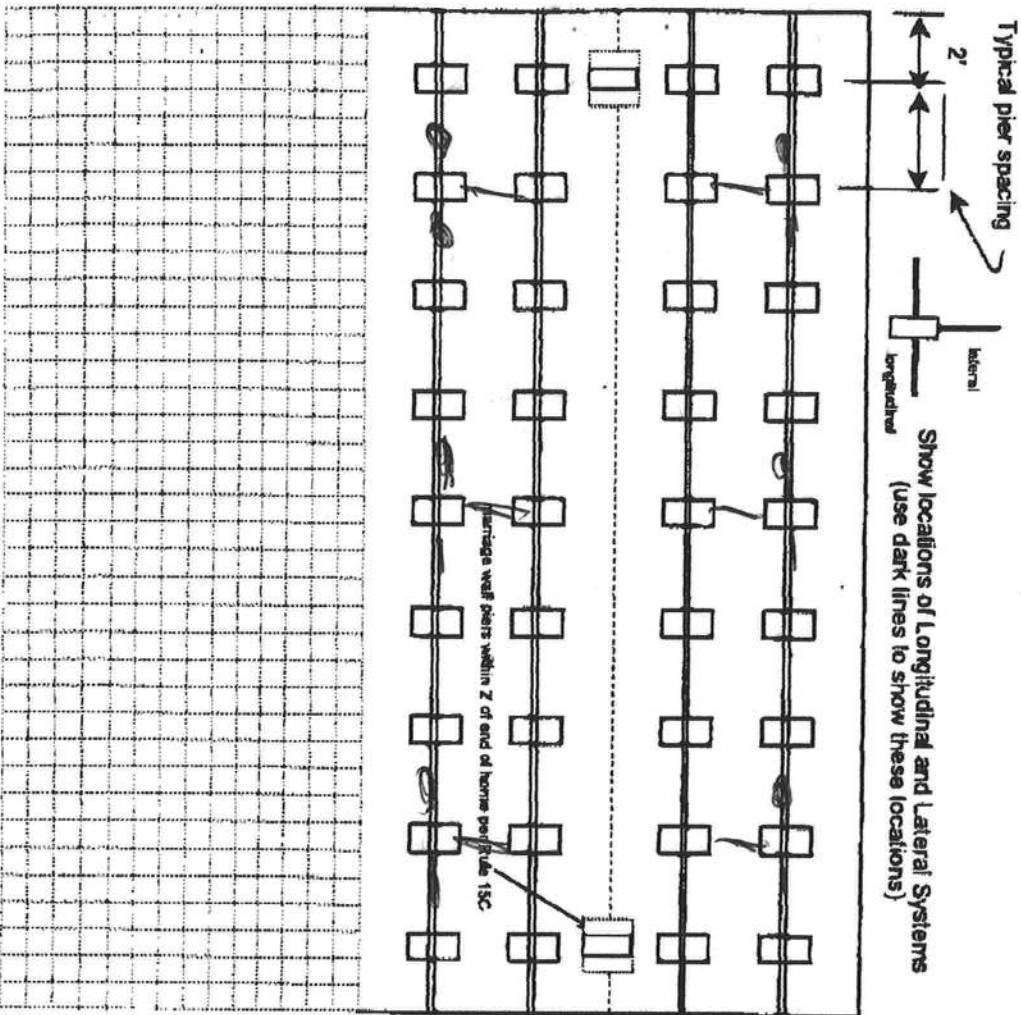 Typical pier spacing
2'
lateral
longitudinal
Show locations of Longitudinal and Lateral Systems
(use dark lines to show these locations)
marriage wall piers within 2' of end of home per Rule 15C